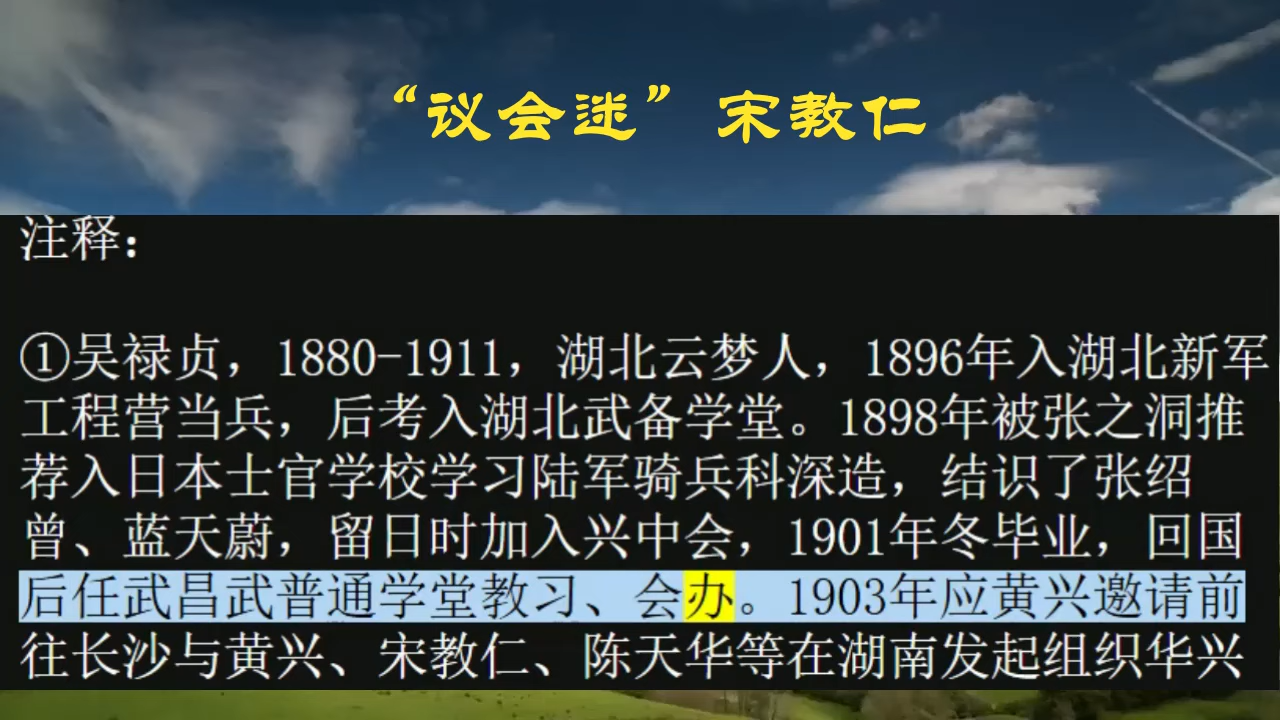 “议会迷”宋教仁
注释：
①吴禄贞，1880-1911，湖北云梦人，1896年入湖北新军
工程营当兵，后考入湖北武备学堂。1898年被张之洞推
荐入日本士官学校学习陆军骑兵科深造，结识了张绍
曾、蓝天蔚，留日时加入兴中会，1901年冬毕业，回国
后任武昌武普通学堂教习、会办。1903年应黄兴邀请前
往长沙与黄兴、宋教仁、陈天华等在湖南发起组织华兴